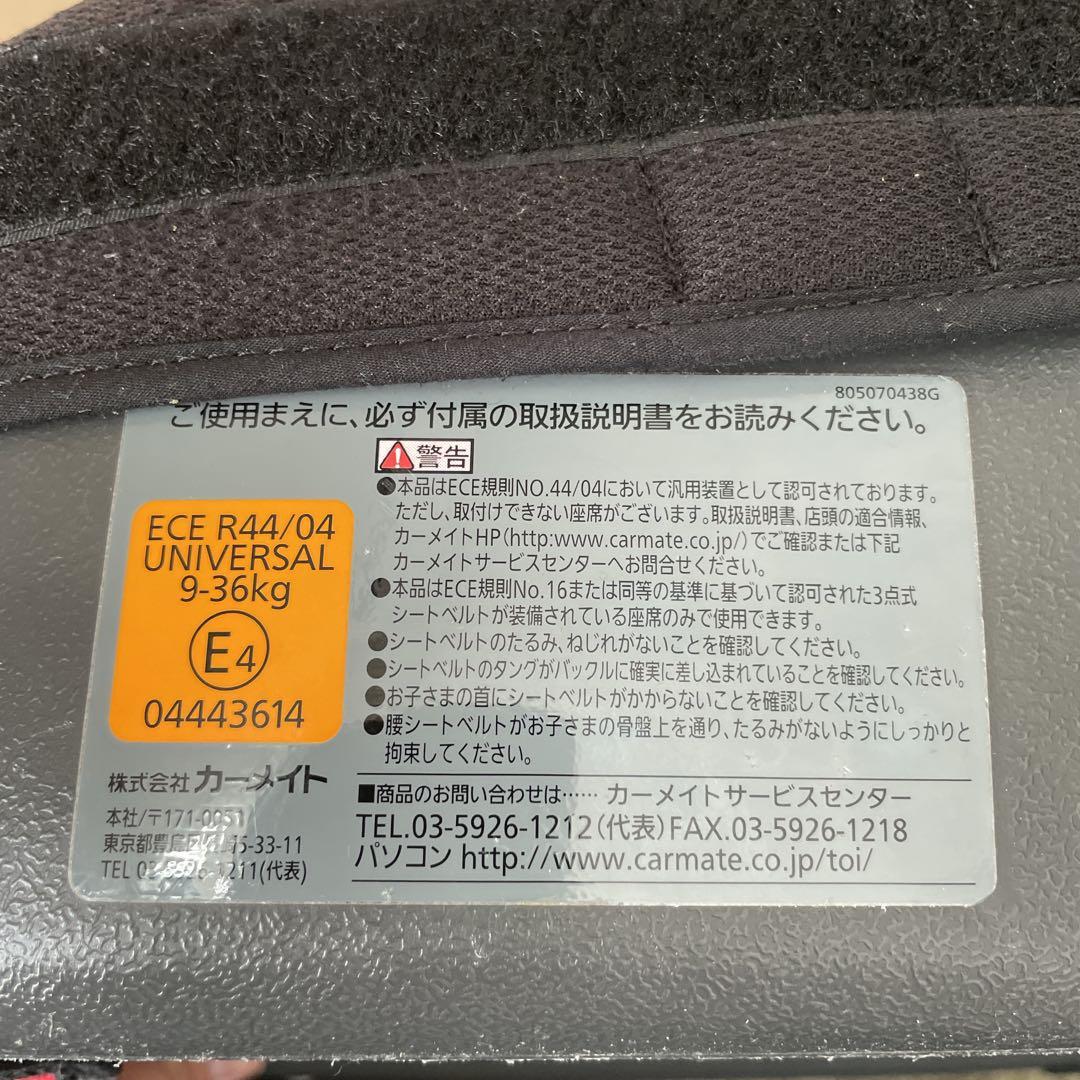 805070438G
ご使用まえに、必ず付属の取扱説明書をお読みください。
警告
●本品はECE規則NO.44/04において汎用装置として認可されております。
ただし、取付けできない座席がございます。取扱説明書、店頭の適合情報、
カーメイトHP(http:www.carmate.co.jp/)でご確認または下記
カーメイトサービスセンターへお問合せください。
●本品はECE規則No.16または同等の基準に基づいて認可された3点式
シートベルトが装備されている座席のみで使用できます。
●シートベルトのたるみ、ねじれがないことを確認してください。
●シートベルトのタングがバックルに確実に差し込まれていることを確認してください。
●お子さまの首にシートベルトがかからないことを確認してください。
●腰シートベルトがお子さまの骨盤上を通り、たるみがないようにしっかりと
拘束してください。
ECE R44/04
UNIVERSAL
9-36kg
E4
04443614
株式会社 カーメイト
本社/〒171-0051
東京都豊島区 5-33-11
TEL 03-5926-1211(代表)
■商品のお問い合わせは…… カーメイトサービスセンター
TEL.03-5926-1212(代表)FAX.03-5926-1218
パソコン http://www.carmate.co.jp/toi/